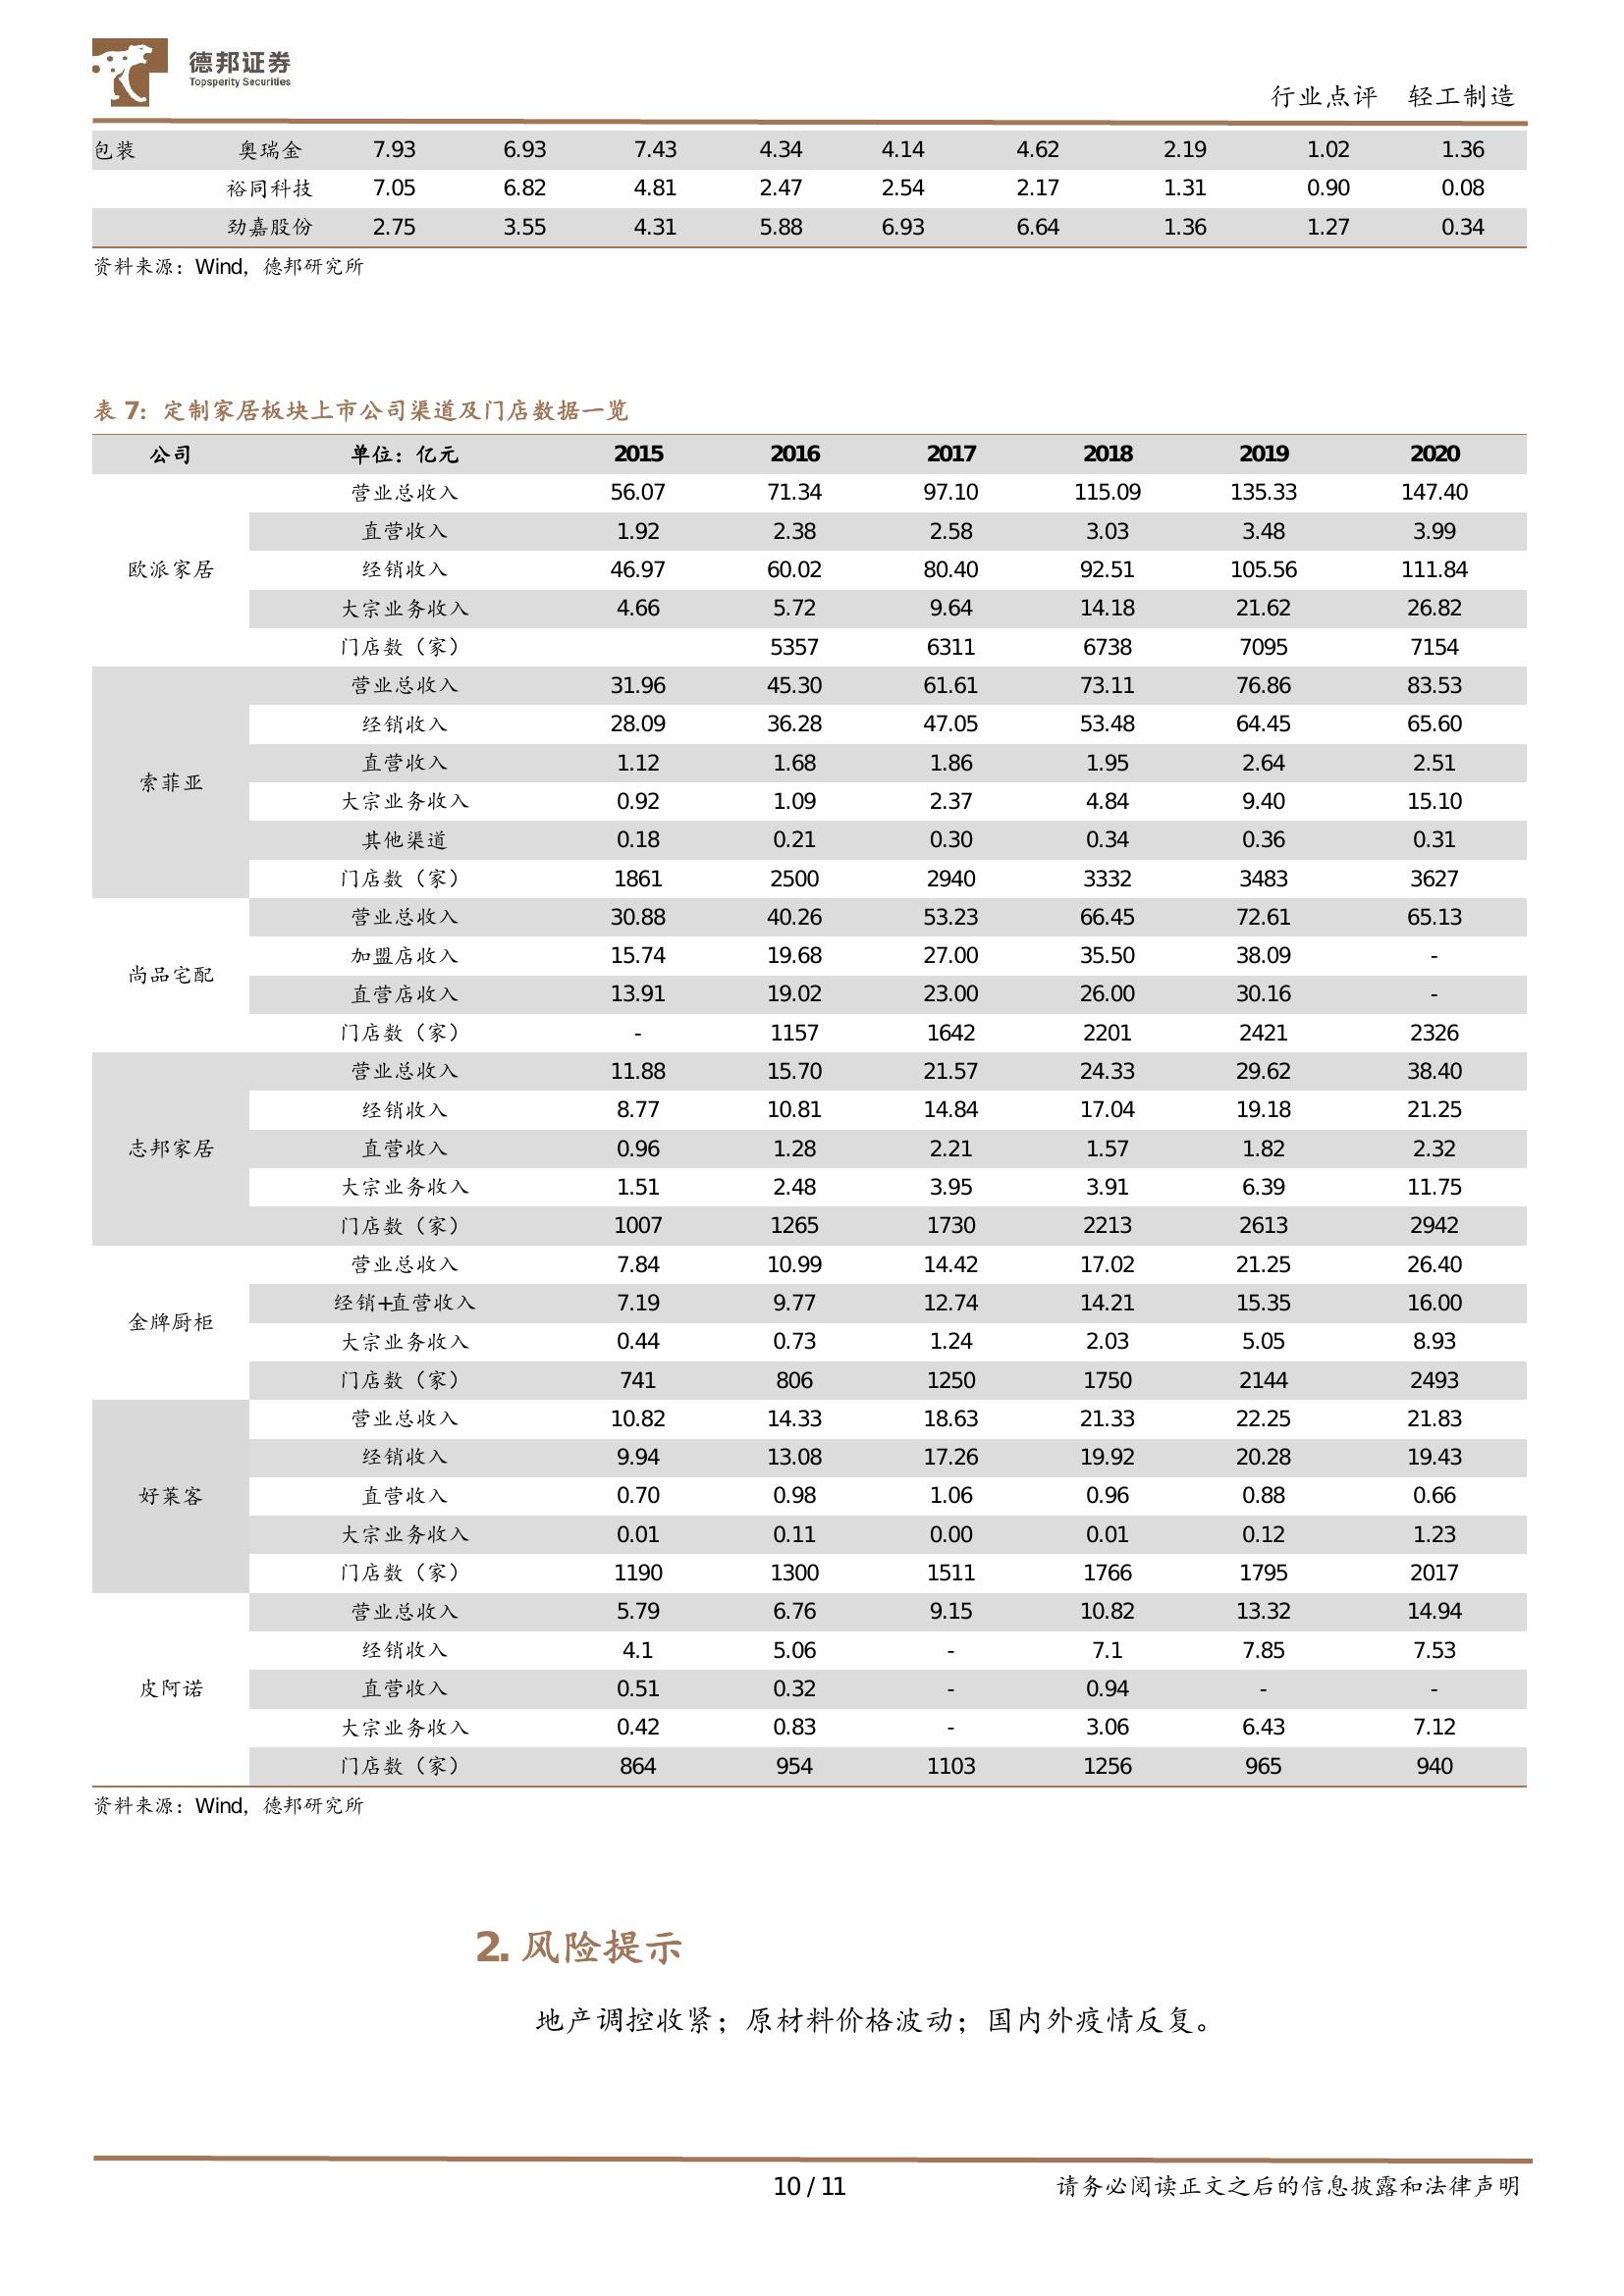 德邦证券
Topsperity Securities
行业点评 轻工制造
包装 奥瑞金 7.93 6.93 7.43 4.34 4.14 4.62 2.19 1.02 1.36
裕同科技 7.05 6.82 4.81 2.47 2.54 2.17 1.31 0.90 0.08
劲嘉股份 2.75 3.55 4.31 5.88 6.93 6.64 1.36 1.27 0.34
资料来源：Wind，德邦研究所
表 7：定制家居板块上市公司渠道及门店数据一览
公司 单位：亿元 2015 2016 2017 2018 2019 2020
营业总收入 56.07 71.34 97.10 115.09 135.33 147.40
直营收入 1.92 2.38 2.58 3.03 3.48 3.99
欧派家居 经销收入 46.97 60.02 80.40 92.51 105.56 111.84
大宗业务收入 4.66 5.72 9.64 14.18 21.62 26.82
门店数（家） 5357 6311 6738 7095 7154
营业总收入 31.96 45.30 61.61 73.11 76.86 83.53
经销收入 28.09 36.28 47.05 53.48 64.45 65.60
直营收入 1.12 1.68 1.86 1.95 2.64 2.51
索菲亚
大宗业务收入 0.92 1.09 2.37 4.84 9.40 15.10
其他渠道 0.18 0.21 0.30 0.34 0.36 0.31
门店数（家） 1861 2500 2940 3332 3483 3627
营业总收入 30.88 40.26 53.23 66.45 72.61 65.13
加盟店收入 15.74 19.68 27.00 35.50 38.09 -
尚品宅配
直营店收入 13.91 19.02 23.00 26.00 30.16 -
门店数（家） - 1157 1642 2201 2421 2326
营业总收入 11.88 15.70 21.57 24.33 29.62 38.40
经销收入 8.77 10.81 14.84 17.04 19.18 21.25
志邦家居 直营收入 0.96 1.28 2.21 1.57 1.82 2.32
大宗业务收入 1.51 2.48 3.95 3.91 6.39 11.75
门店数（家） 1007 1265 1730 2213 2613 2942
营业总收入 7.84 10.99 14.42 17.02 21.25 26.40
经销+直营收入 7.19 9.77 12.74 14.21 15.35 16.00
金牌厨柜
大宗业务收入 0.44 0.73 1.24 2.03 5.05 8.93
门店数（家） 741 806 1250 1750 2144 2493
营业总收入 10.82 14.33 18.63 21.33 22.25 21.83
经销收入 9.94 13.08 17.26 19.92 20.28 19.43
好莱客 直营收入 0.70 0.98 1.06 0.96 0.88 0.66
大宗业务收入 0.01 0.11 0.00 0.01 0.12 1.23
门店数（家） 1190 1300 1511 1766 1795 2017
营业总收入 5.79 6.76 9.15 10.82 13.32 14.94
经销收入 4.1 5.06 - 7.1 7.85 7.53
皮阿诺 直营收入 0.51 0.32 - 0.94 - -
大宗业务收入 0.42 0.83 - 3.06 6.43 7.12
门店数（家） 864 954 1103 1256 965 940
资料来源：Wind，德邦研究所
2. 风险提示
地产调控收紧；原材料价格波动；国内外疫情反复。
10 / 11 请务必阅读正文之后的信息披露和法律声明